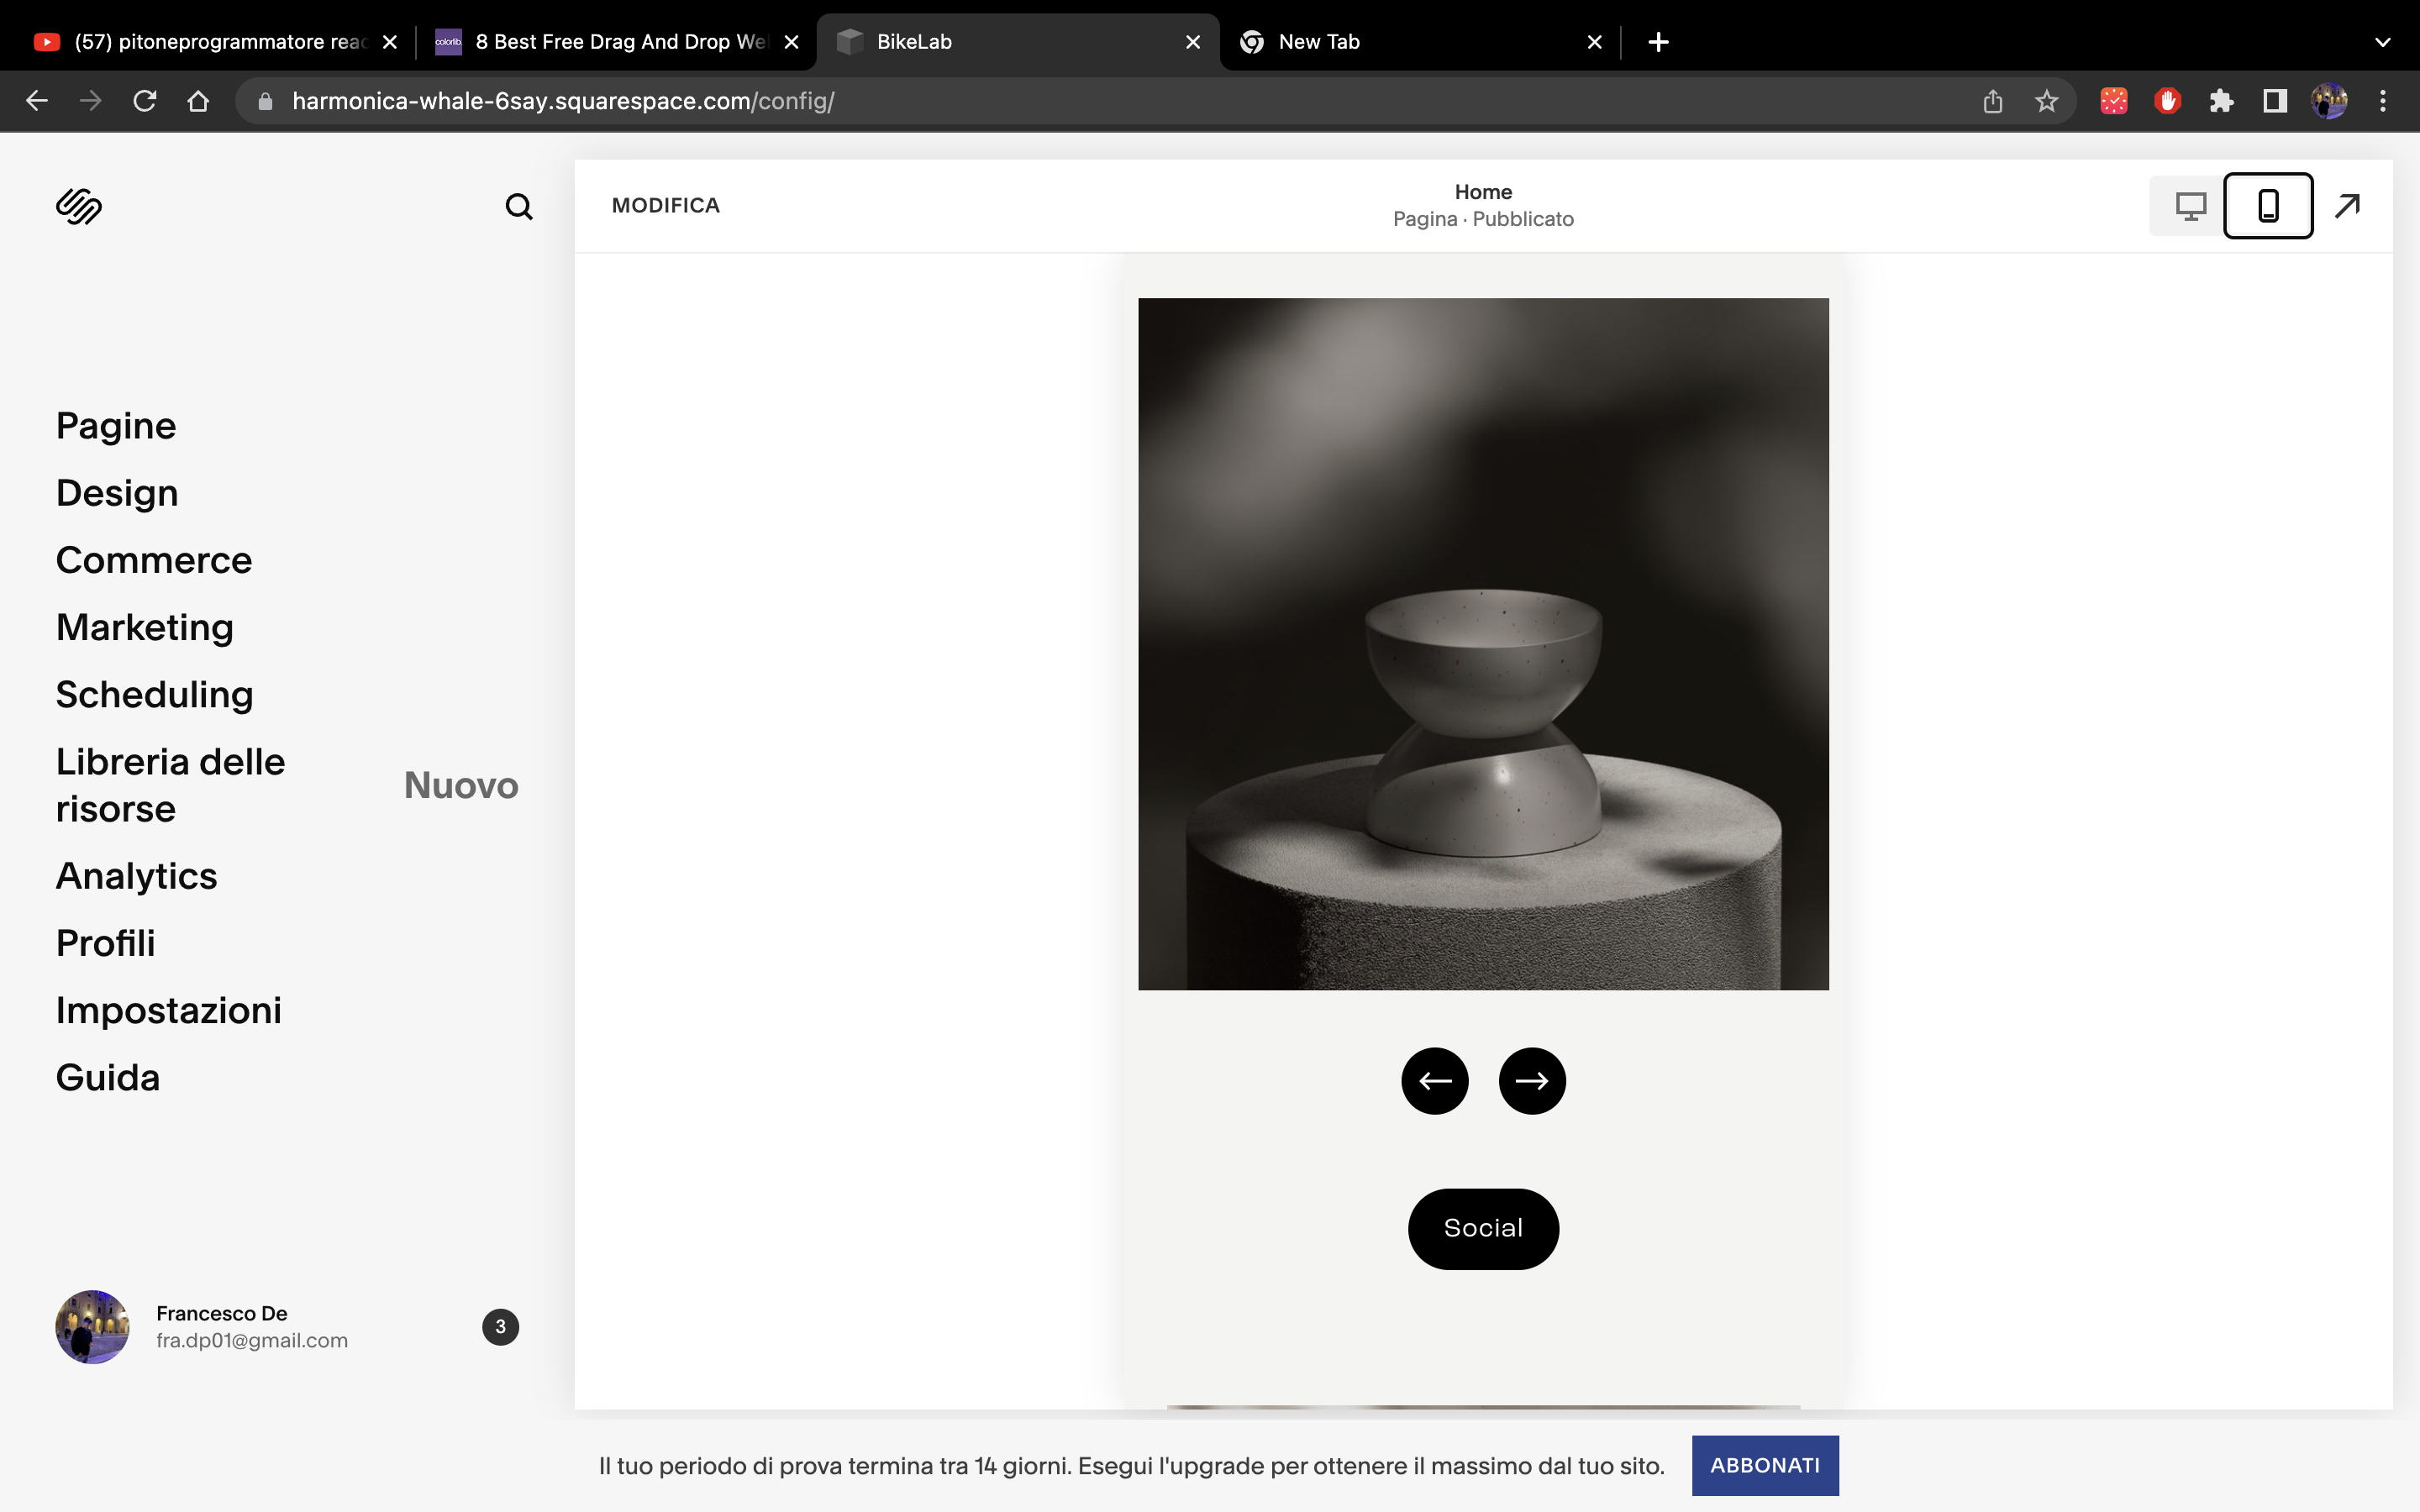 (57) pitoneprogrammatore reac
colorlib.
8 Best Free Drag And Drop We
BikeLab
New Tab
harmonica-whale-6say.squarespace.com/config/
MODIFICA
Home
Pagina · Pubblicato
Pagine
Design
Commerce
Marketing
Scheduling
Libreria delle
risorse
Nuovo
Analytics
Profili
Impostazioni
Guida
Social
Francesco De
fra.dp01@gmail.com
3
Il tuo periodo di prova termina tra 14 giorni. Esegui l'upgrade per ottenere il massimo dal tuo sito.
ABBONATI